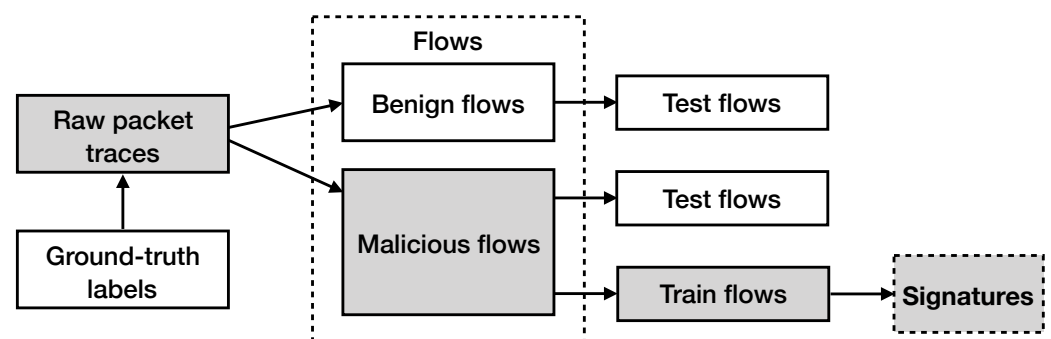 Flows
Raw packet
traces
Ground-truth
labels
Benign flows
Malicious flows
Test flows
Test flows
Train flows
Signatures